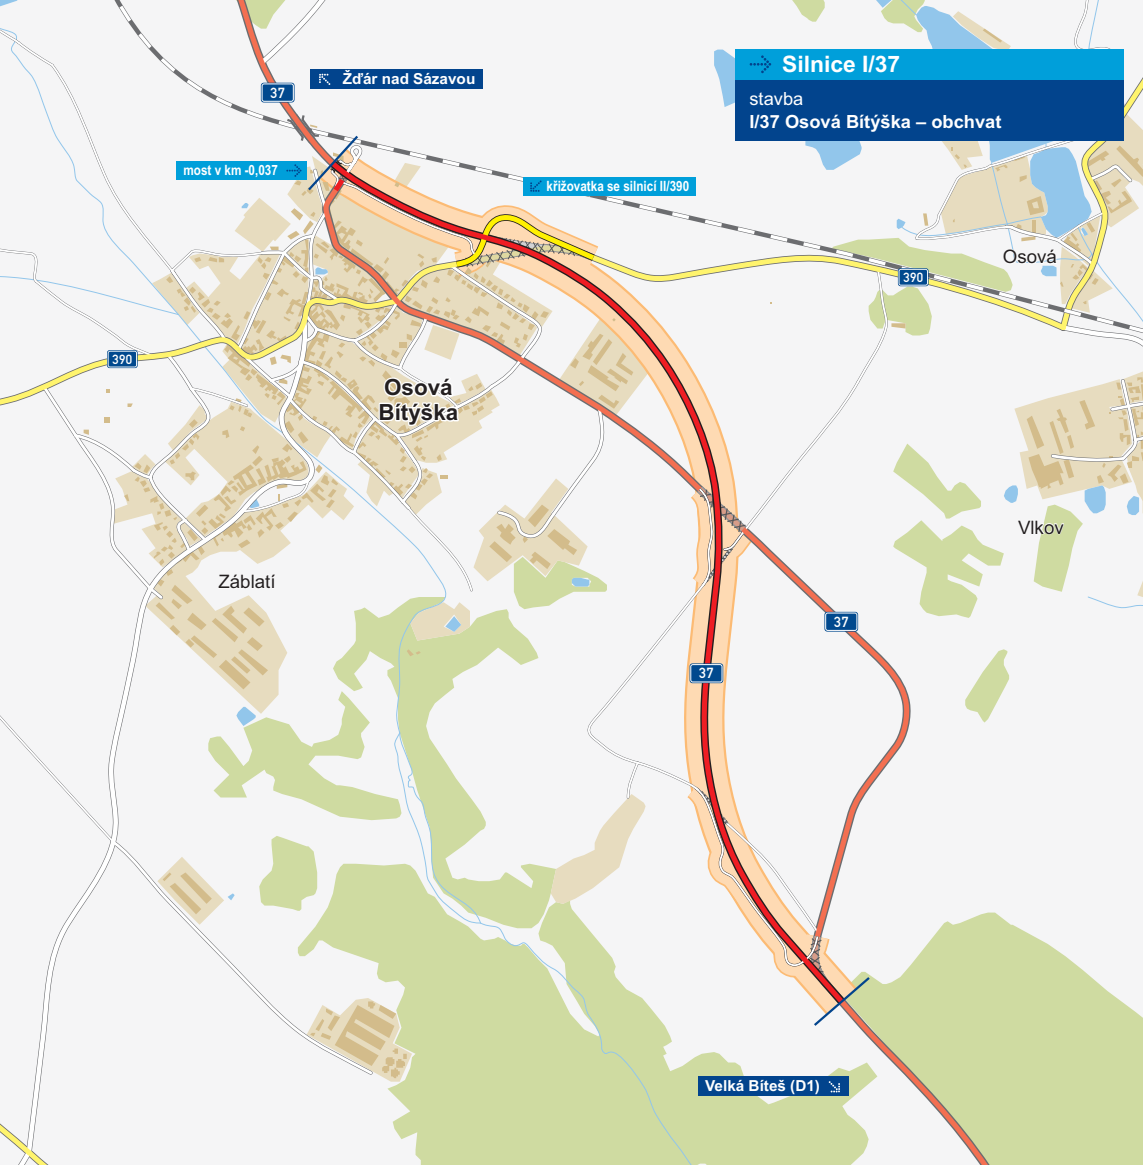 Silnice I/37
stavba
I/37 Osová Bítýška – obchvat
Žďár nad Sázavou
37
most v km -0,037
křižovatka se silnicí II/390
Osová
390
390
Osová
Bítýška
Vlkov
Záblatí
37
37
Velká Bíteš (D1)